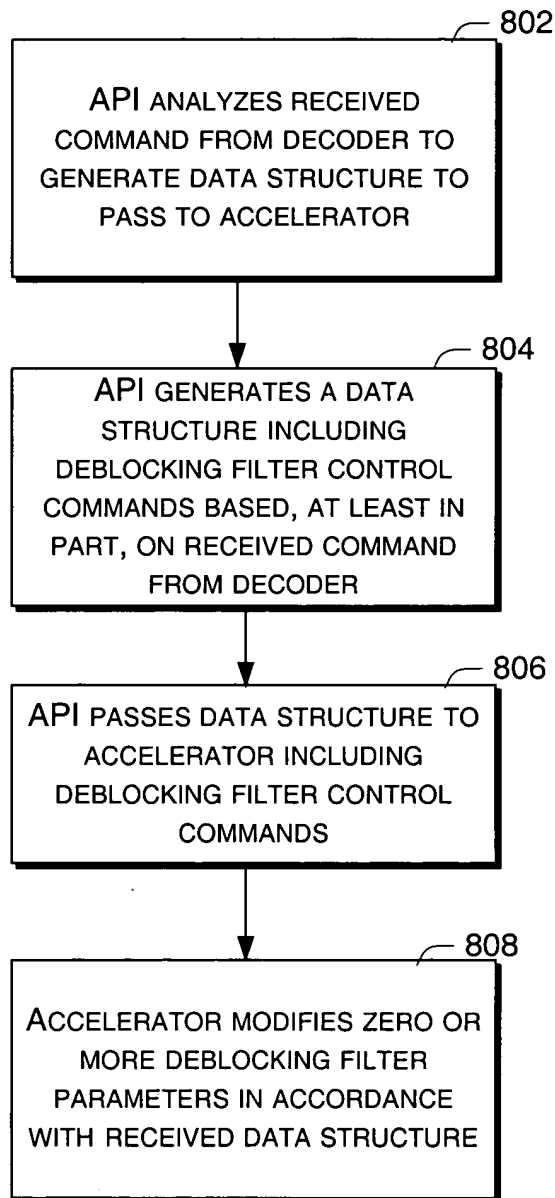 802
API ANALYZES RECEIVED
COMMAND FROM DECODER TO
GENERATE DATA STRUCTURE TO
PASS TO ACCELERATOR
804
API GENERATES A DATA
STRUCTURE INCLUDING
DEBLOCKING FILTER CONTROL
COMMANDS BASED, AT LEAST IN
PART, ON RECEIVED COMMAND
FROM DECODER
806
API PASSES DATA STRUCTURE TO
ACCELERATOR INCLUDING
DEBLOCKING FILTER CONTROL
COMMANDS
808
ACCELERATOR MODIFIES ZERO OR
MORE DEBLOCKING FILTER
PARAMETERS IN ACCORDANCE
WITH RECEIVED DATA STRUCTURE